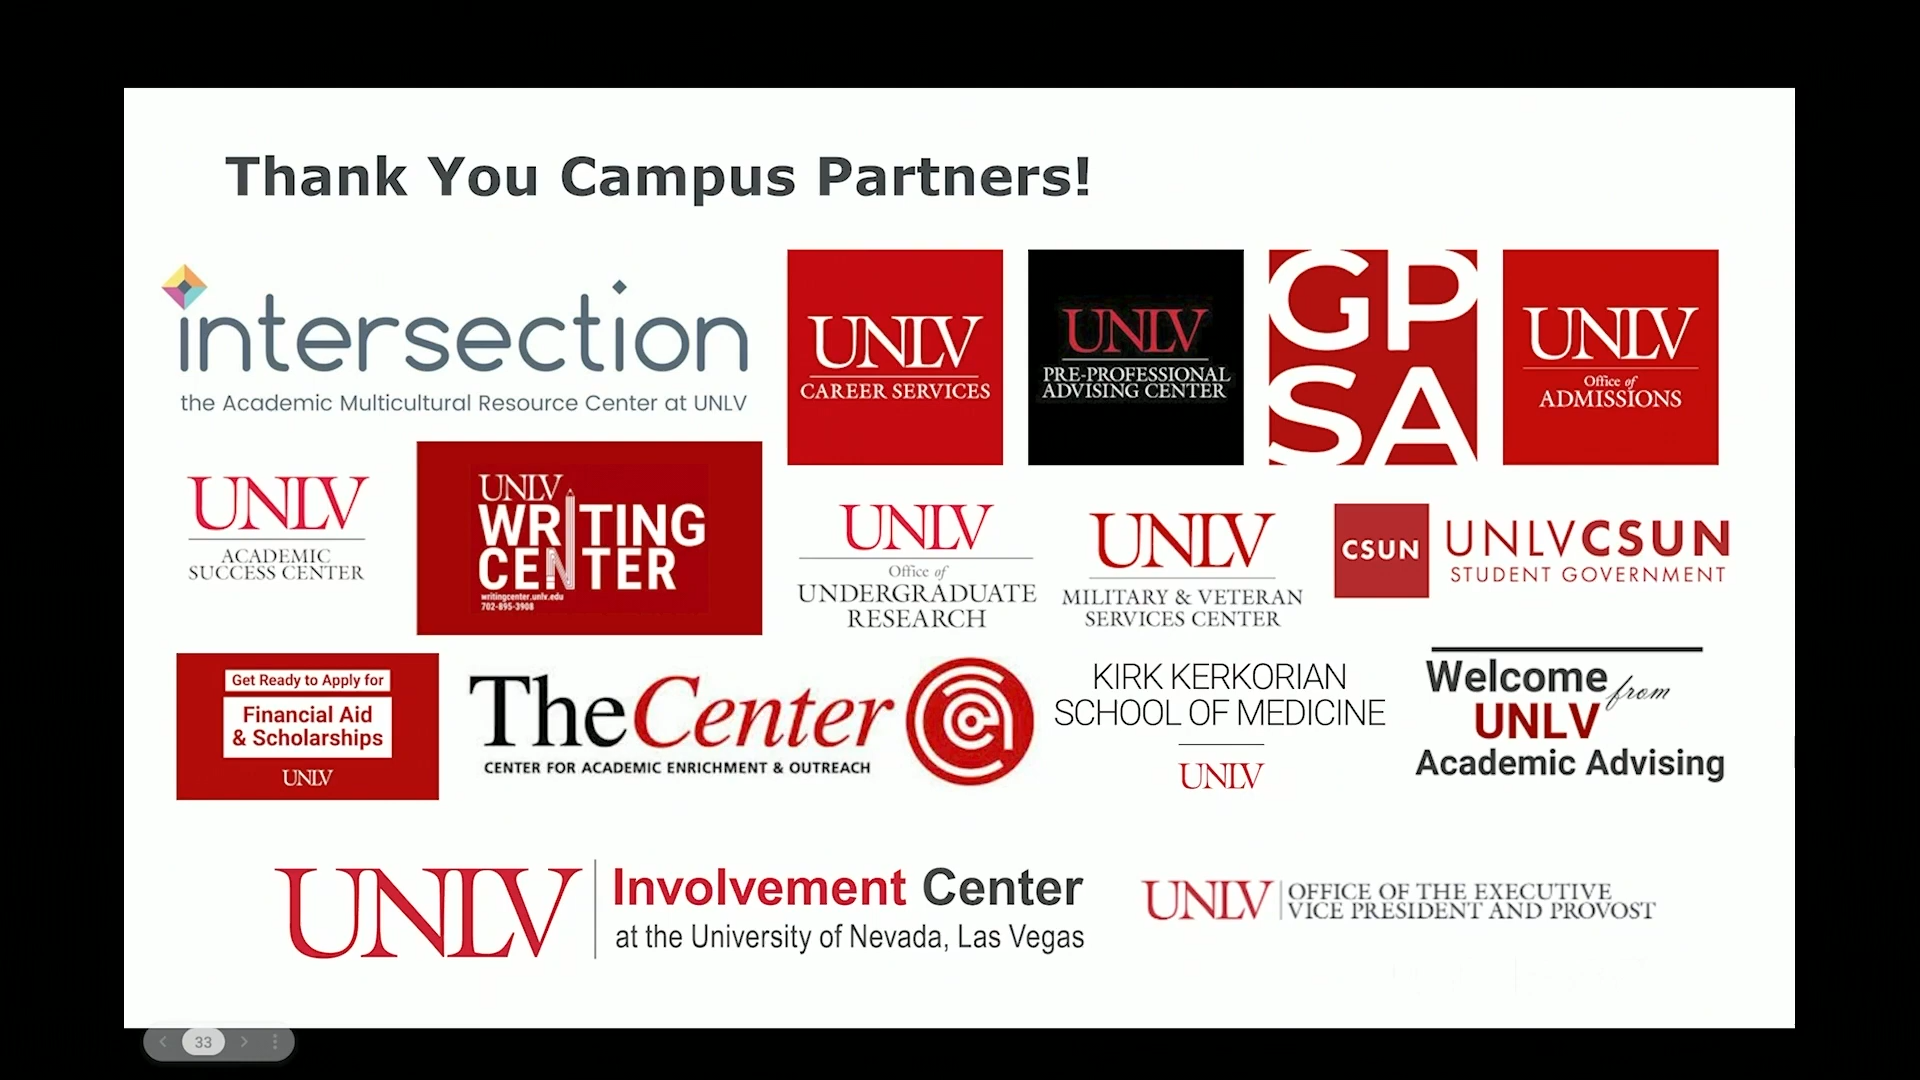 Thank You Campus Partners!
intersection
the Academic Multicultural Resource Center at UNLV
UNLV
CAREER SERVICES
UNLV
PRE-PROFESSIONAL
ADVISING CENTER
GP
SA
UNLV
Office of
ADMISSIONS
UNLV
ACADEMIC
SUCCESS CENTER
UNLV
WRITING
CENTER
writingcenter.unlv.edu
702-895-3908
UNLV
Office of
UNDERGRADUATE
RESEARCH
UNLV
MILITARY & VETERAN
SERVICES CENTER
CSUN
UNLVCSUN
STUDENT GOVERNMENT
Get Ready to Apply for
Financial Aid
& Scholarships
UNLV
TheCenter
CENTER FOR ACADEMIC ENRICHMENT & OUTREACH
KIRK KERKORIAN
SCHOOL OF MEDICINE
UNLV
Welcome from
UNLV
Academic Advising
UNLV
Involvement Center
at the University of Nevada, Las Vegas
UNLV
OFFICE OF THE EXECUTIVE
VICE PRESIDENT AND PROVOST
33